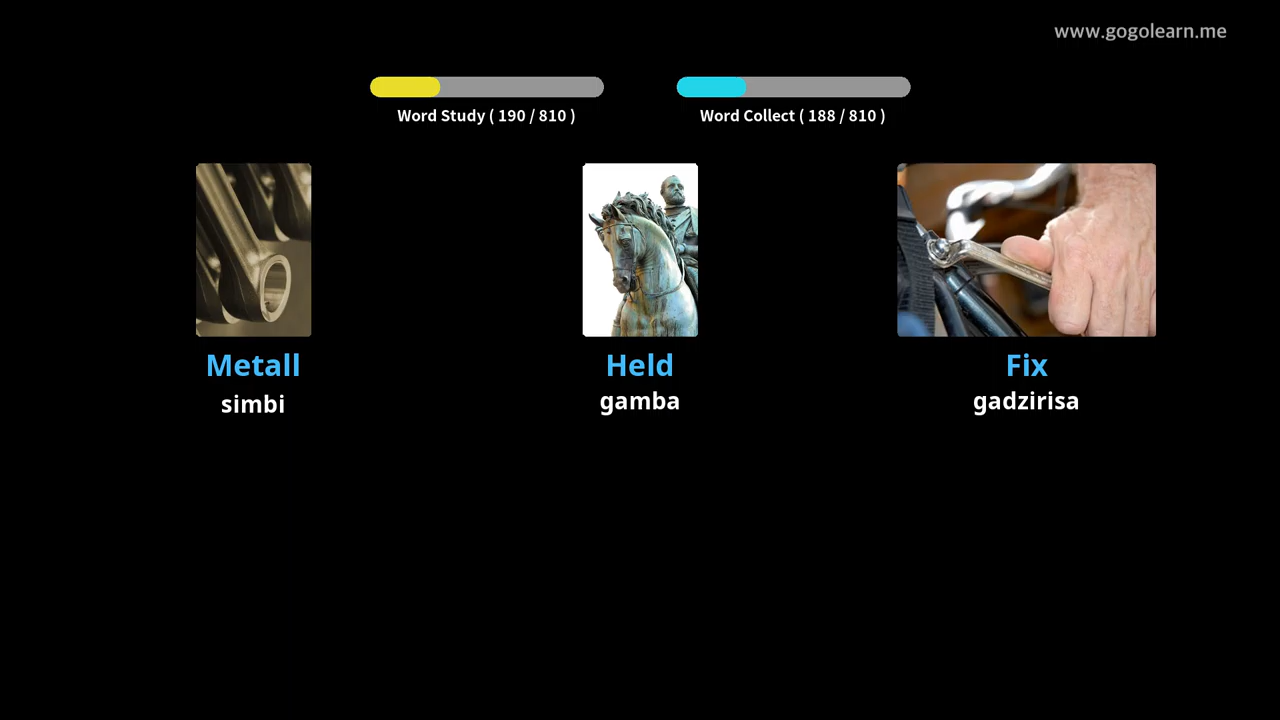 www.gogolearn.me
Word Study ( 190 / 810 )
Word Collect ( 188 / 810 )
Metall
simbi
Held
gamba
Fix
gadzirisa